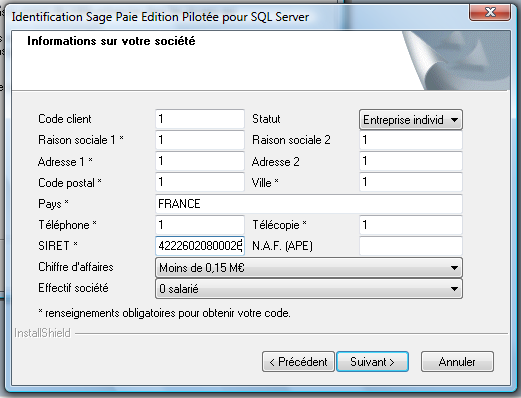 Identification Sage Paie Edition Pilotée pour SQL Server
Informations sur votre société
Code client 1 Statut Entreprise individ
Raison sociale 1 * 1 Raison sociale 2 1
Adresse 1 * 1 Adresse 2 1
Code postal * 1 Ville * 1
Pays * FRANCE
Téléphone * 1 Télécopie * 1
SIRET * N.A.F. (APE)
Chiffre d'affaires Moins de 0,15 M€
Effectif société 0 salarié
* renseignements obligatoires pour obtenir votre code.
InstallShield
< Précédent Suivant > Annuler